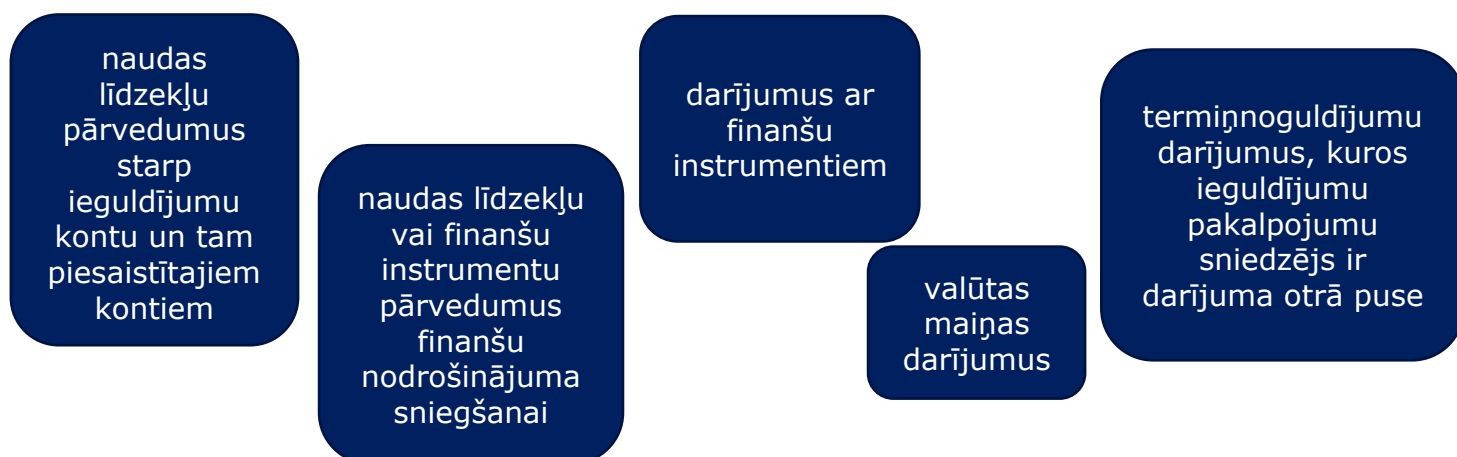 naudas
līdzekļu
pārvedumus
starp
ieguldījumu
kontu un tam
piesaistītajiem
kontiem
naudas līdzekļu
vai finanšu
instrumentu
pārvedumus
finanšu
nodrošinājuma
sniegšanai
darījumus ar
finanšu
instrumentiem
valūtas
maiņas
darījumus
termiņnoguldījumu
darījumus, kuros
ieguldījumu
pakalpojumu
sniedzējs ir
darījuma otrā puse